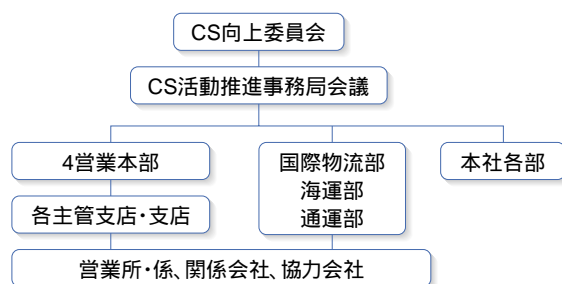 CS向上委員会
CS活動推進事務局会議
4営業本部
国際物流部
海運部
通運部
本社各部
各主管支店・支店
営業所・係、関係会社、協力会社